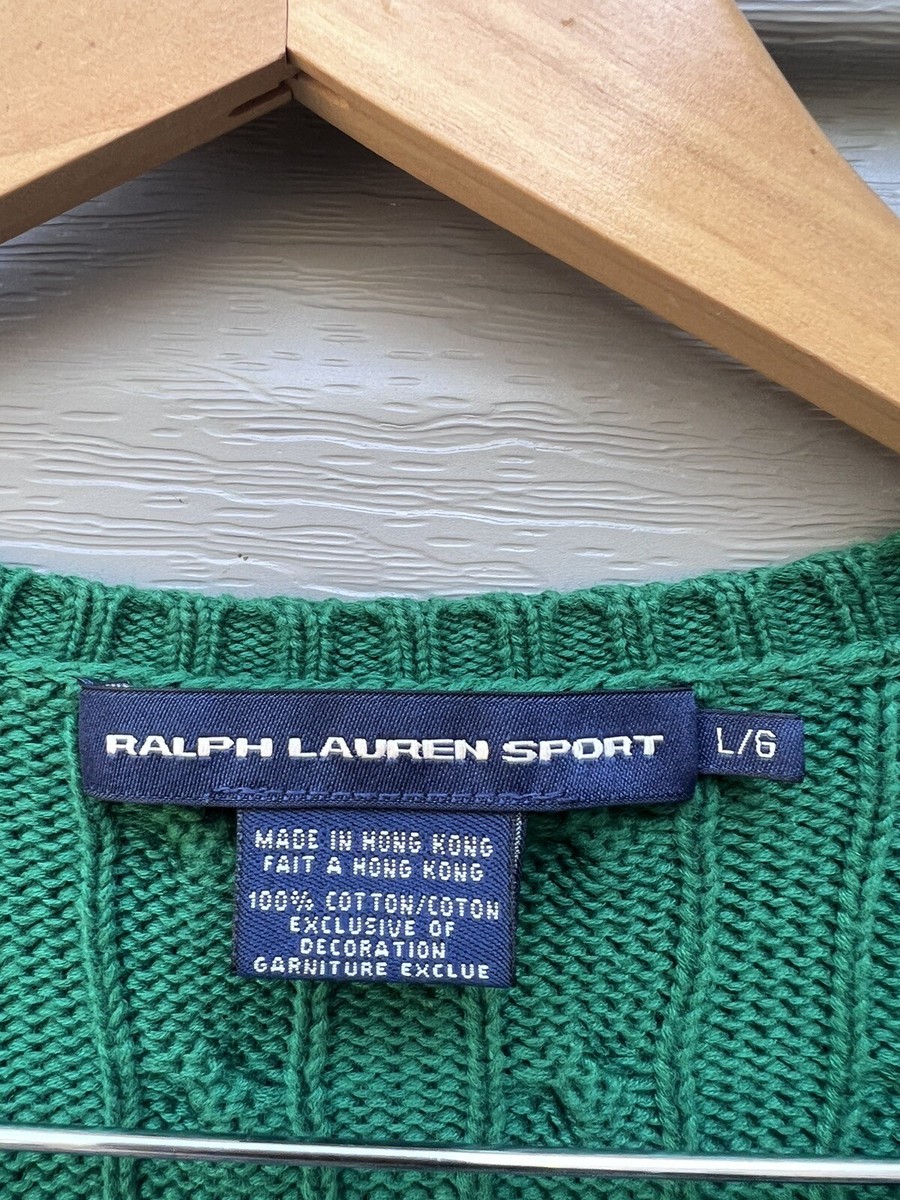 RALPH LAUREN SPORT
L/G
MADE IN HONG KONG
FAIT A HONG KONG
100% COTTON/COTON
EXCLUSIVE OF
DECORATION
GARNITURE EXCLUE